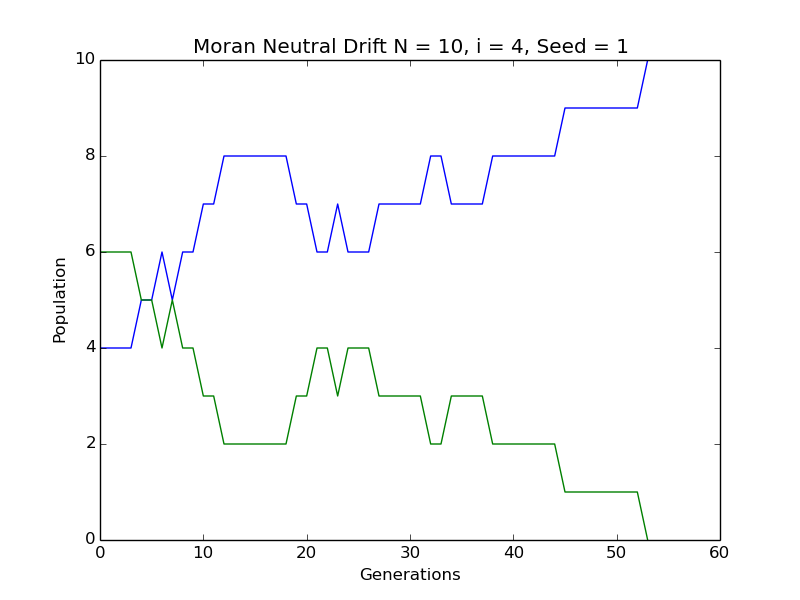 Moran Neutral Drift N = 10, i = 4, Seed = 1
10
8
6
4
2
0
Population
0 10 20 30 40 50 60
Generations